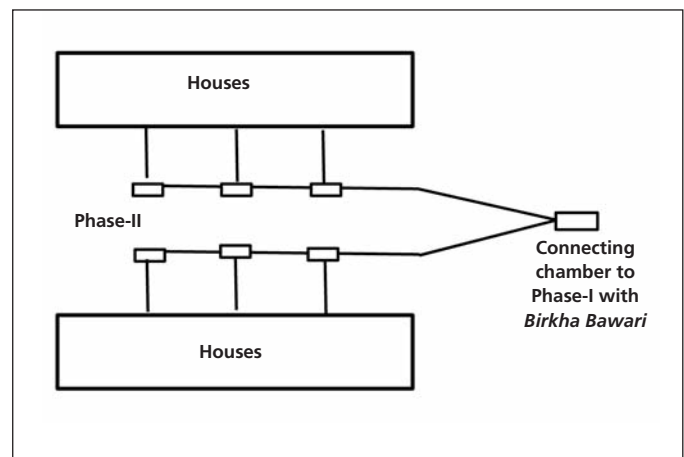 Houses
Phase-II
Connecting
chamber to
Phase-I with
Birkha Bawari
Houses